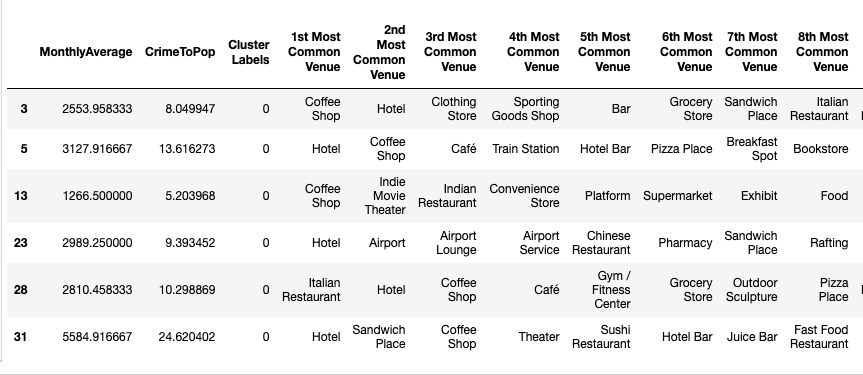 MonthlyAverage CrimeToPop Cluster Labels 1st Most Common Venue 2nd Most Common Venue 3rd Most Common Venue 4th Most Common Venue 5th Most Common Venue 6th Most Common Venue 7th Most Common Venue 8th Most Common Venue
3 2553.958333 8.049947 0 Coffee Shop Hotel Clothing Store Sporting Goods Shop Bar Grocery Store Sandwich Place Italian Restaurant
5 3127.916667 13.616273 0 Hotel Coffee Shop Café Train Station Hotel Bar Pizza Place Breakfast Spot Bookstore
13 1266.500000 5.203968 0 Coffee Shop Indie Movie Theater Indian Restaurant Convenience Store Platform Supermarket Exhibit Food
23 2989.250000 9.393452 0 Hotel Airport Airport Lounge Airport Service Chinese Restaurant Pharmacy Sandwich Place Rafting
28 2810.458333 10.298869 0 Italian Restaurant Hotel Coffee Shop Café Gym / Fitness Center Grocery Store Outdoor Sculpture Pizza Place
31 5584.916667 24.620402 0 Hotel Sandwich Place Coffee Shop Theater Sushi Restaurant Hotel Bar Juice Bar Fast Food Restaurant